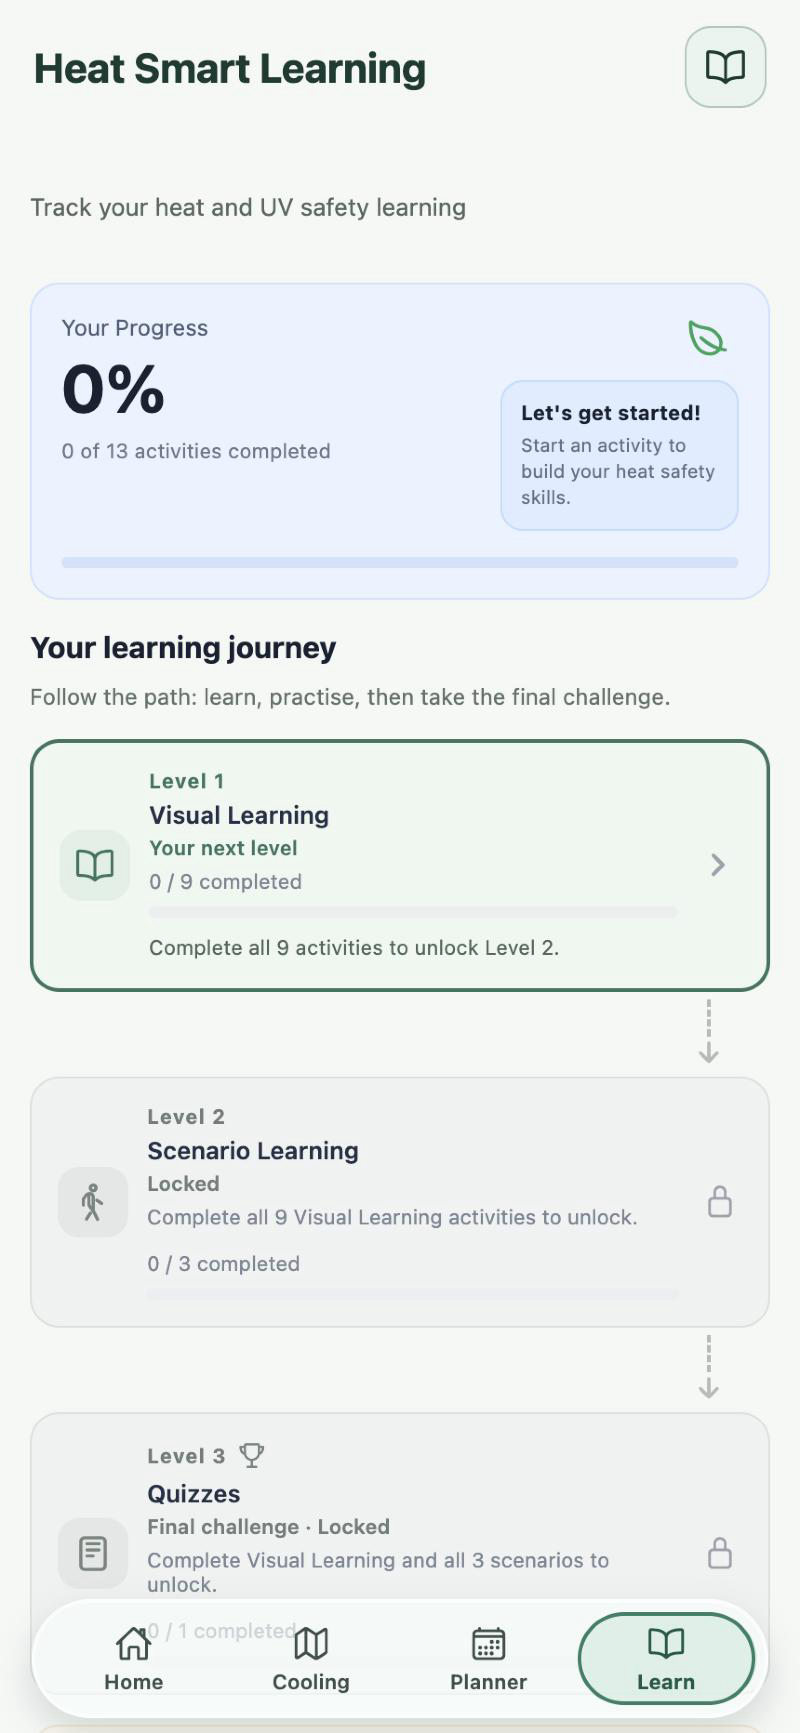 Heat Smart Learning
Track your heat and UV safety learning
Your Progress
0%
0 of 13 activities completed
Let's get started!
Start an activity to
build your heat safety
skills.
Your learning journey
Follow the path: learn, practise, then take the final challenge.
Level 1
Visual Learning
Your next level
0 / 9 completed
Complete all 9 activities to unlock Level 2.
Level 2
Scenario Learning
Locked
Complete all 9 Visual Learning activities to unlock.
0 / 3 completed
Level 3
Quizzes
Final challenge · Locked
Complete Visual Learning and all 3 scenarios to
unlock.
0 / 1 completed
Home
Cooling
Planner
Learn